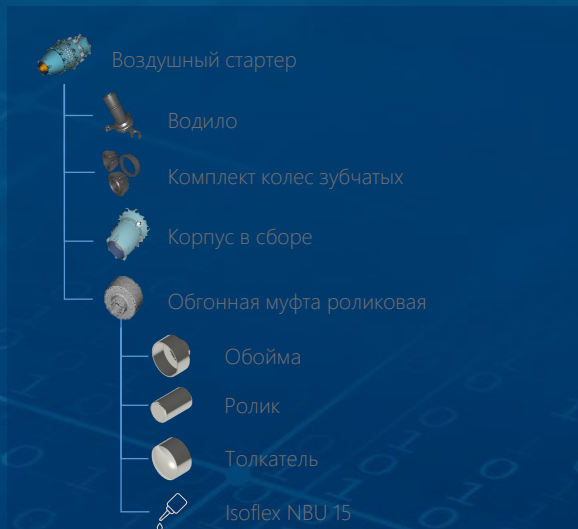 Воздушный стартер
Водило
Комплект колес зубчатых
Корпус в сборе
Обгонная муфта роликовая
Обойма
Ролик
Толкатель
Isoflex NBU 15